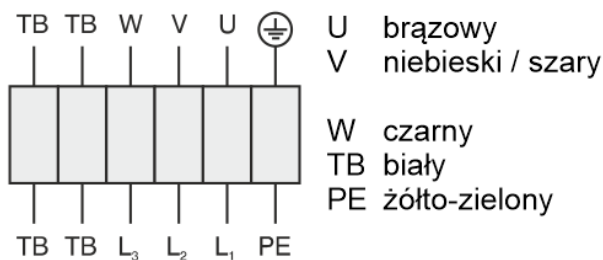 TB TB W V U
TB TB L₃ L₂ L₁ PE
U brązowy
V niebieski / szary
W czarny
TB biały
PE żółto-zielony